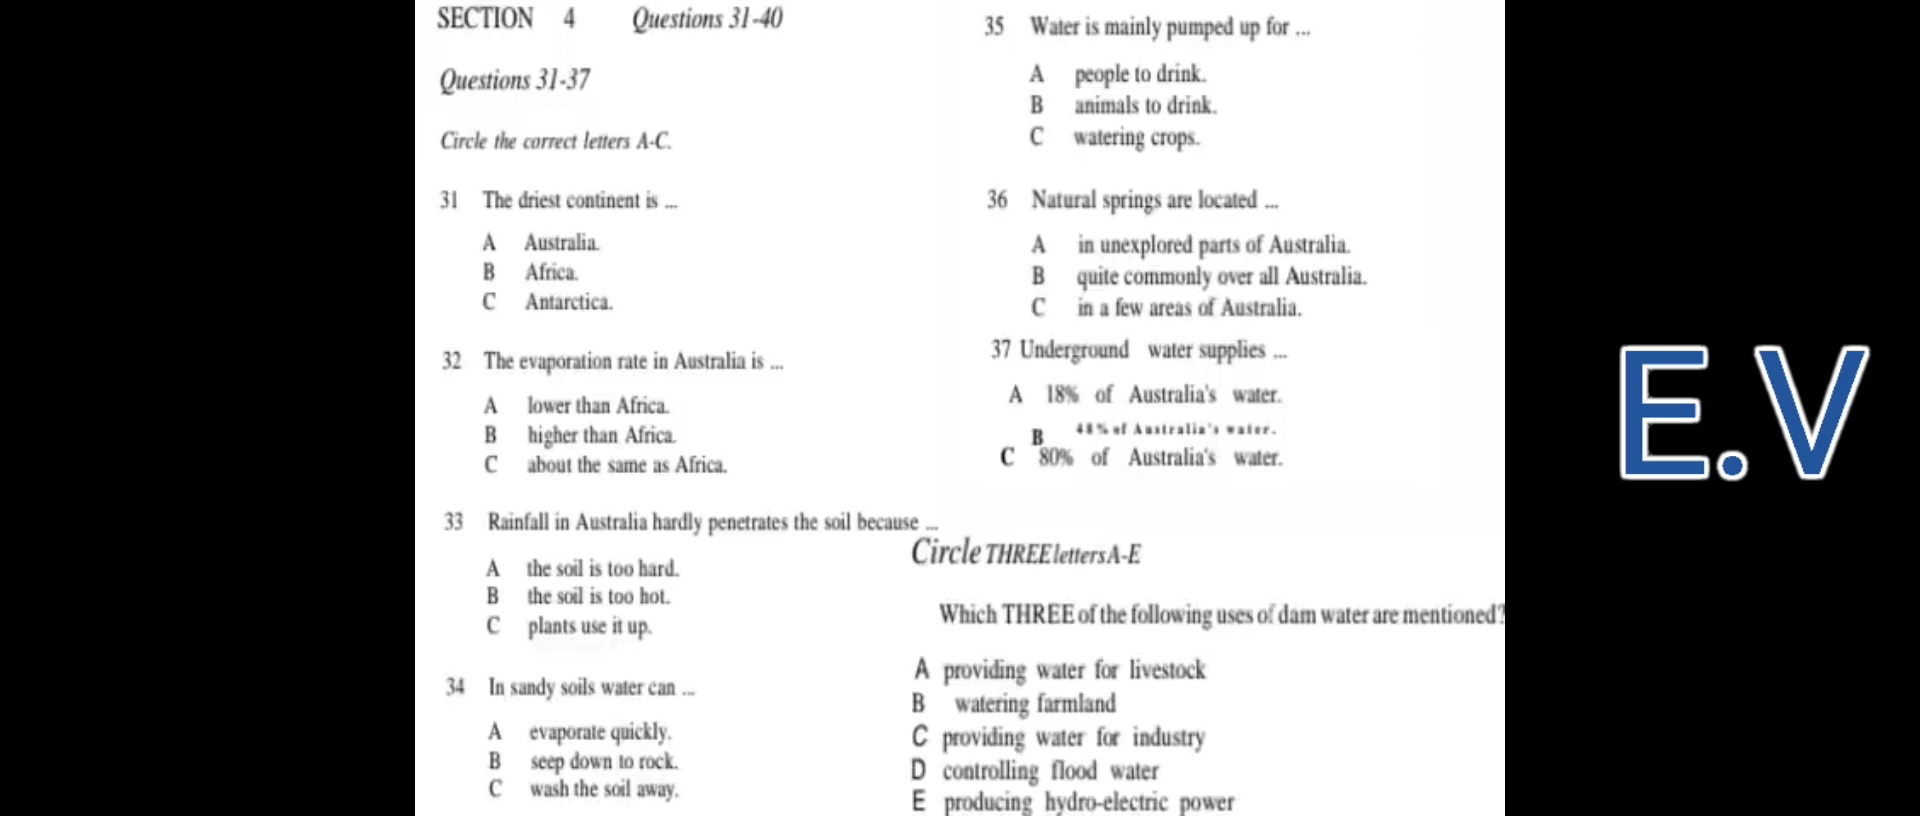 SECTION 4 Questions 31-40
Questions 31-37
Circle the correct letters A-C.
31 The driest continent is ...
A Australia.
B Africa.
C Antarctica.
32 The evaporation rate in Australia is ...
A lower than Africa.
B higher than Africa.
C about the same as Africa.
33 Rainfall in Australia hardly penetrates the soil because ...
A the soil is too hard.
B the soil is too hot.
C plants use it up.
34 In sandy soils water can ...
A evaporate quickly.
B seep down to rock.
C wash the soil away.
35 Water is mainly pumped up for ...
A people to drink.
B animals to drink.
C watering crops.
36 Natural springs are located ...
A in unexplored parts of Australia.
B quite commonly over all Australia.
C in a few areas of Australia.
37 Underground water supplies ...
A 18% of Australia's water.
B 48% of Australia's water.
C 80% of Australia's water.
Circle THREE letters A-E
Which THREE of the following uses of dam water are mentioned?
A providing water for livestock
B watering farmland
C providing water for industry
D controlling flood water
E producing hydro-electric power
E.V